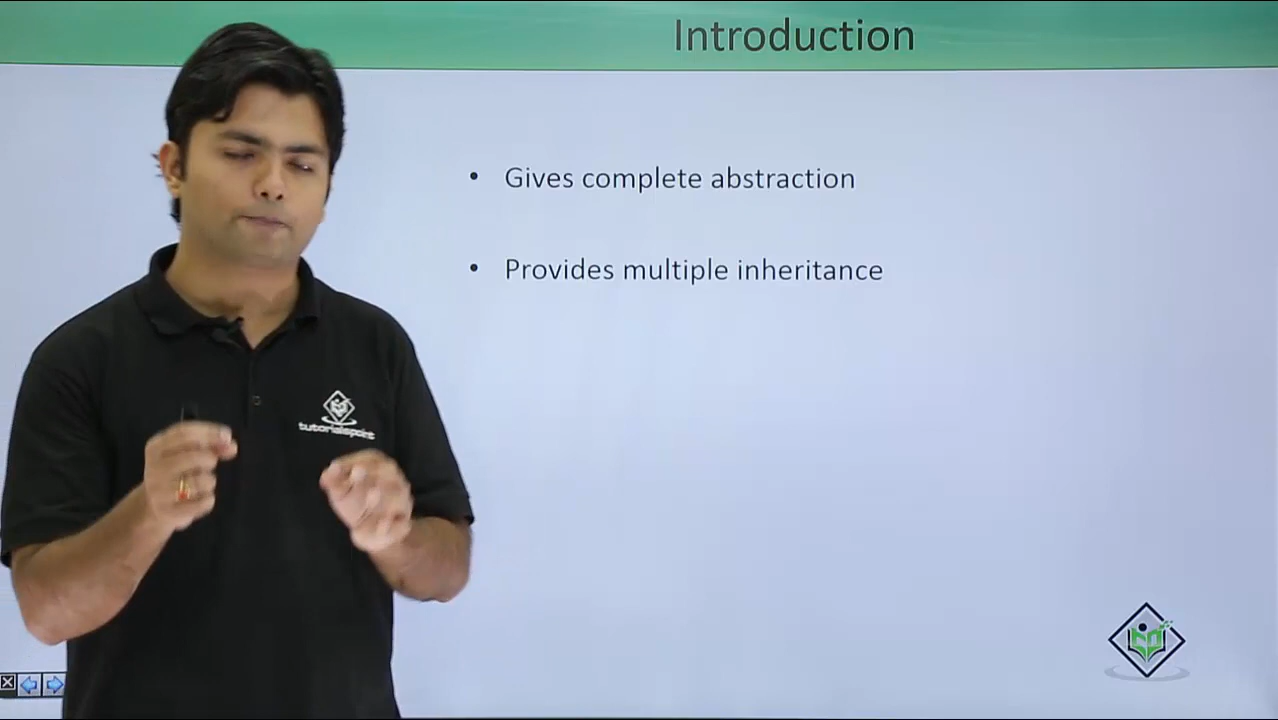 Introduction
• Gives complete abstraction
• Provides multiple inheritance
tutorialspoint